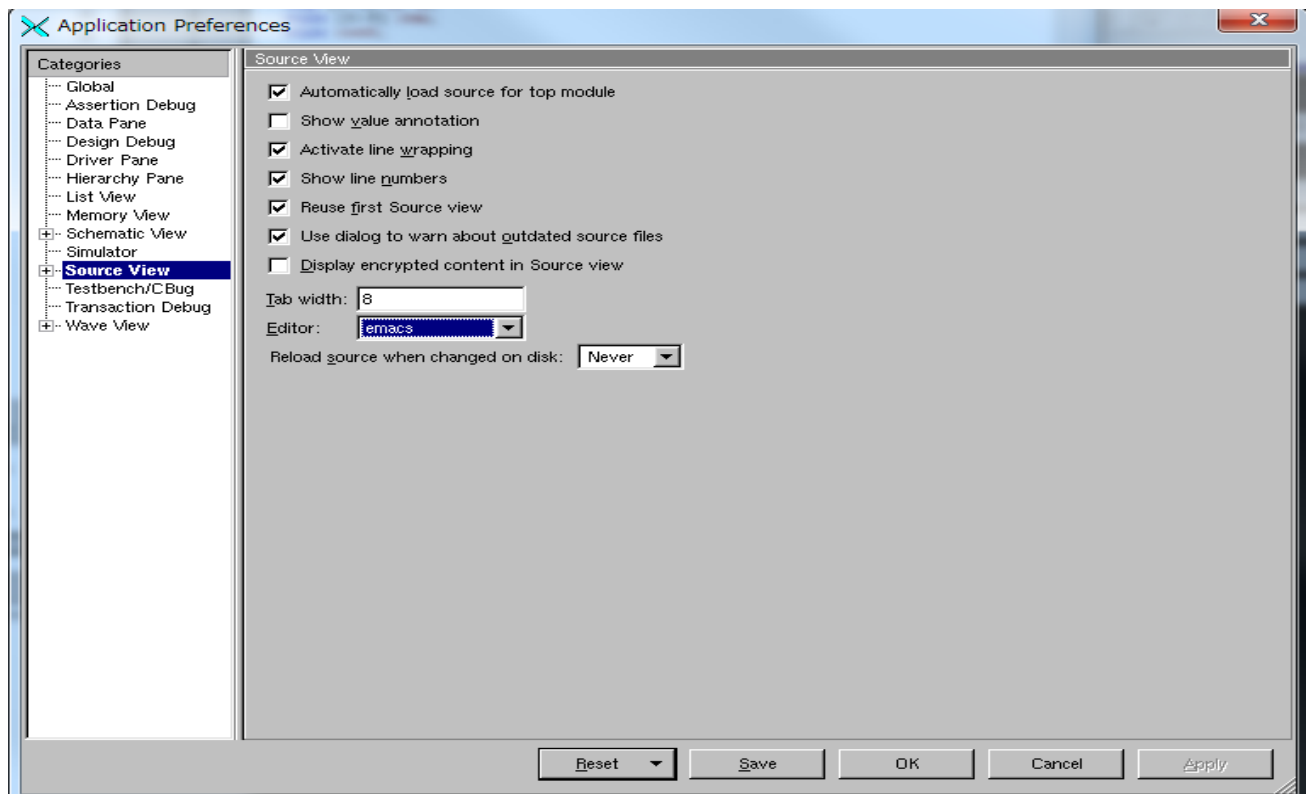 Application Preferences
Categories
Global
Assertion Debug
Data Pane
Design Debug
Driver Pane
Hierarchy Pane
List View
Memory View
Schematic View
Simulator
Source View
Testbench/CBug
Transaction Debug
Wave View
Source View
Automatically load source for top module
Show value annotation
Activate line wrapping
Show line numbers
Reuse first Source view
Use dialog to warn about outdated source files
Display encrypted content in Source view
Tab width: 8
Editor: emacs
Reload source when changed on disk: Never
Reset Save OK Cancel Apply